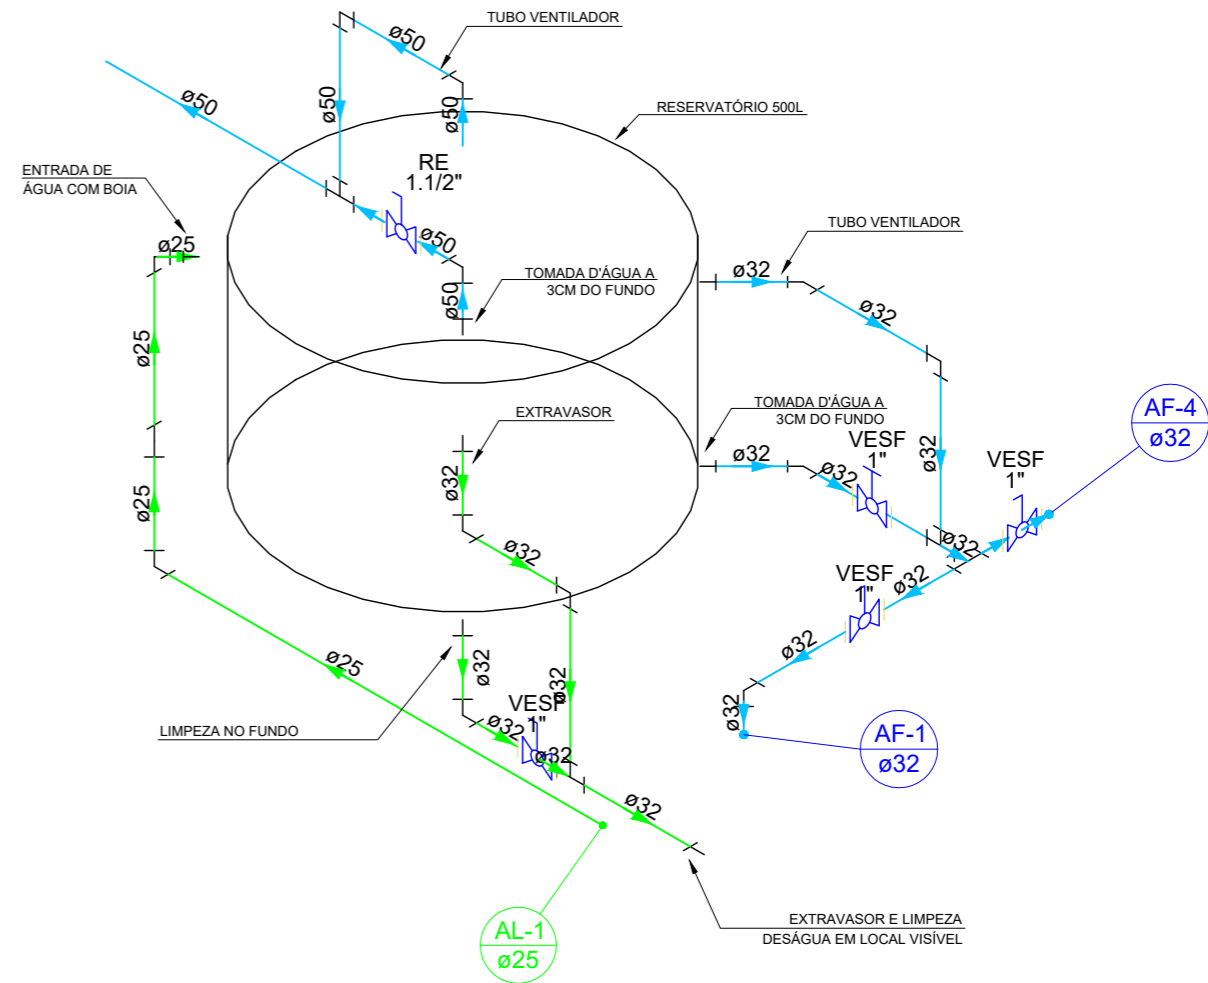 TUBO VENTILADOR
ø50
ø50
ø50
ø50
RESERVATÓRIO 500L
RE
1.1/2"
ENTRADA DE
ÁGUA COM BOIA
ø25
ø50
TUBO VENTILADOR
ø32
TOMADA D'ÁGUA A
3CM DO FUNDO
ø50
ø32
ø25
EXTRAVASOR
TOMADA D'ÁGUA A
3CM DO FUNDO
AF-4
ø32
VESF
1"
ø32
ø32
ø32
VESF
1"
ø32
ø25
ø32
ø32
VESF
1"
ø32
ø25
ø32
ø32
ø32
LIMPEZA NO FUNDO
VESF
1"
ø32
ø32
ø32
AF-1
ø32
ø32
AL-1
ø25
EXTRAVASOR E LIMPEZA
DESÁGUA EM LOCAL VISÍVEL